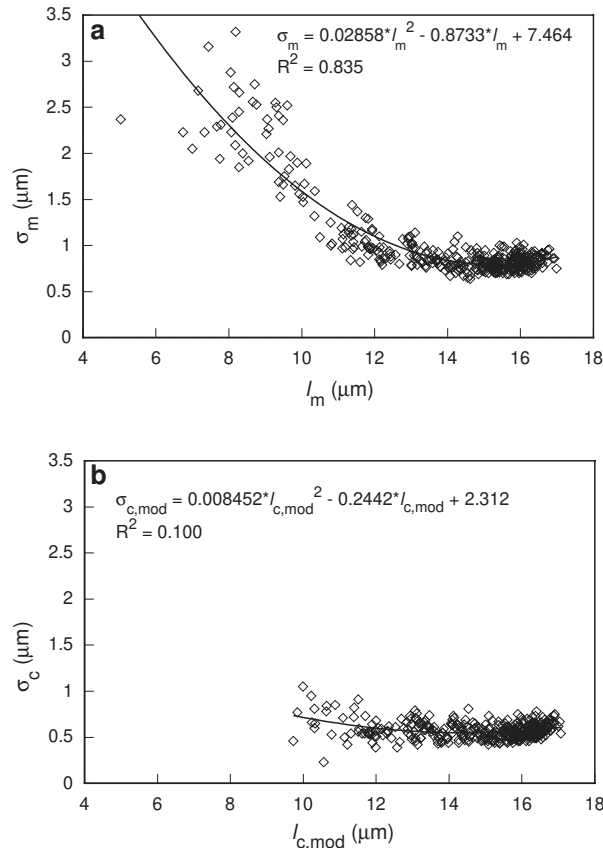 3.5
a
σm = 0.02858*lm² - 0.8733*lm + 7.464
3
R² = 0.835
2.5
2
σm (μm)
1.5
1
0.5
0
4 6 8 10 12 14 16 18
lm (μm)
3.5
b
σc,mod = 0.008452*lc,mod² - 0.2442*lc,mod + 2.312
3
R² = 0.100
2.5
2
σc (μm)
1.5
1
0.5
0
4 6 8 10 12 14 16 18
lc,mod (μm)